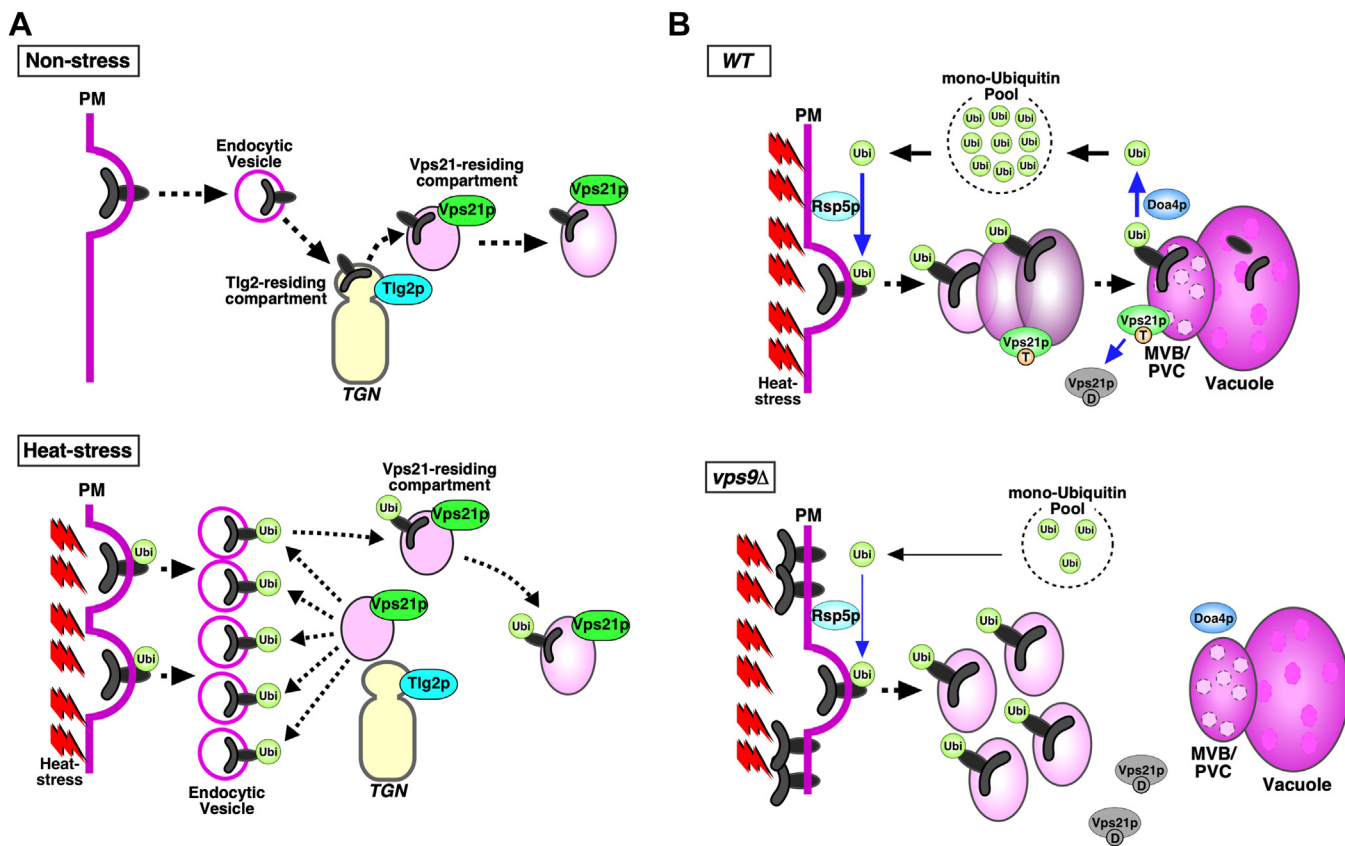 A
Non-stress
PM
Endocytic
Vesicle
Vps21-residing
compartment
Vps21p
Vps21p
Tlg2-residing
compartment
Tlg2p
TGN
Heat-stress
PM
Vps21-residing
compartment
Ubi
Vps21p
Ubi
Ubi
Ubi
Ubi
Vps21p
Ubi
Vps21p
Ubi
Ubi
Ubi
Tlg2p
Ubi
Heat-
stress
Endocytic
Vesicle
TGN
B
WT
mono-Ubiquitin
Pool
PM
Ubi
Ubi Ubi Ubi
Ubi Ubi Ubi
Ubi Ubi Ubi
Ubi
Rsp5p
Doa4p
Ubi
Ubi
Ubi
Ubi
Vps21p
T
Vps21p
T
MVB/
PVC
Vacuole
Vps21p
D
Heat-
stress
vps9Δ
mono-Ubiquitin
Pool
PM
Ubi
Ubi Ubi
Ubi
Rsp5p
Doa4p
Ubi
Ubi
Ubi
Ubi
Ubi
MVB/
PVC
Vacuole
Vps21p
D
Vps21p
D